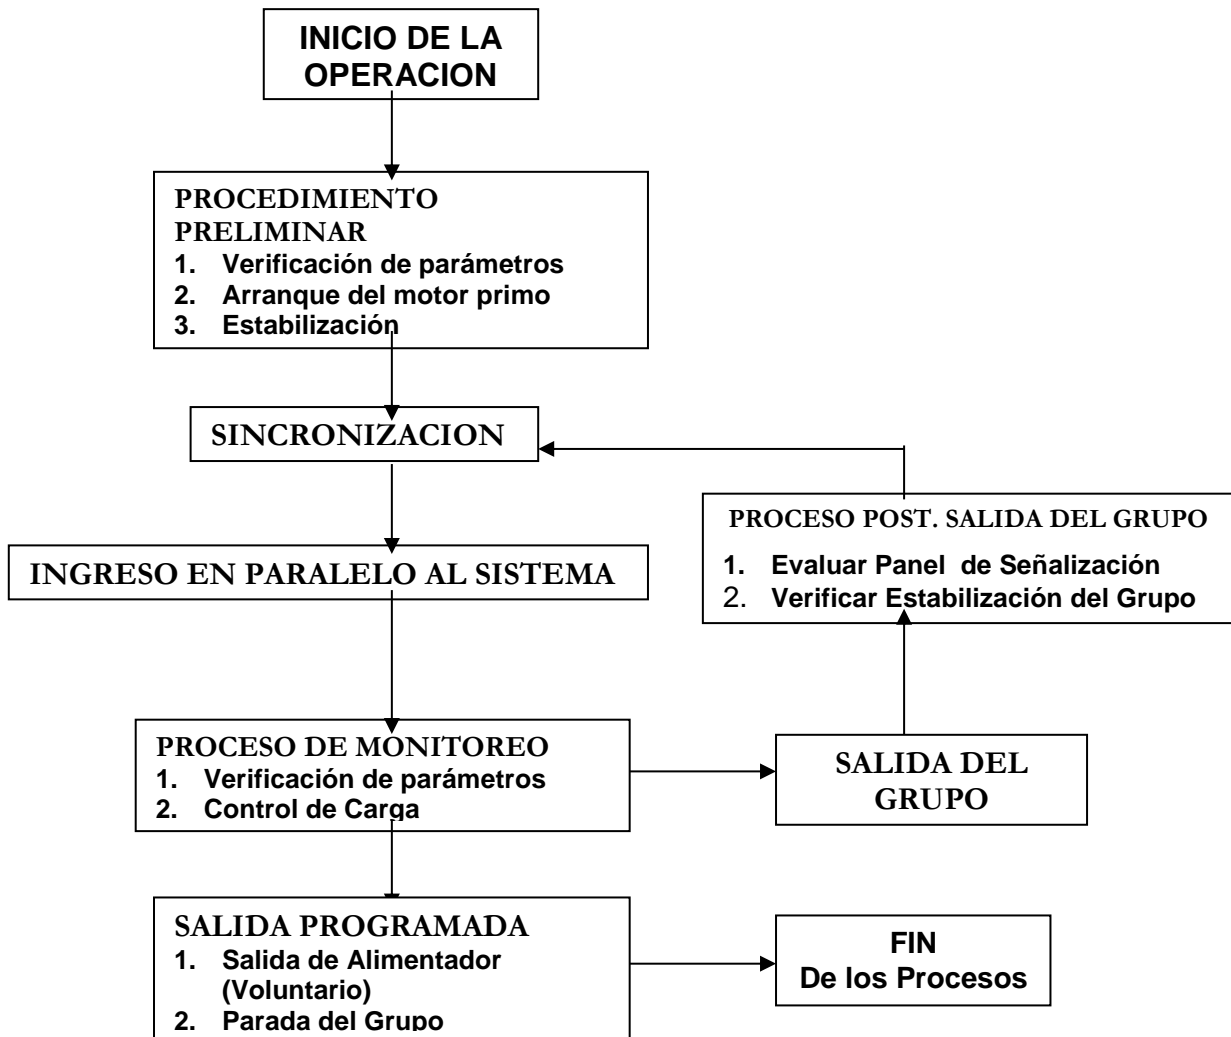 INICIO DE LA
OPERACION
PROCEDIMIENTO
PRELIMINAR
1. Verificación de parámetros
2. Arranque del motor primo
3. Estabilización
SINCRONIZACION
INGRESO EN PARALELO AL SISTEMA
PROCESO POST. SALIDA DEL GRUPO
1. Evaluar Panel de Señalización
2. Verificar Estabilización del Grupo
PROCESO DE MONITOREO
1. Verificación de parámetros
2. Control de Carga
SALIDA DEL
GRUPO
SALIDA PROGRAMADA
1. Salida de Alimentador
(Voluntario)
2. Parada del Grupo
FIN
De los Procesos